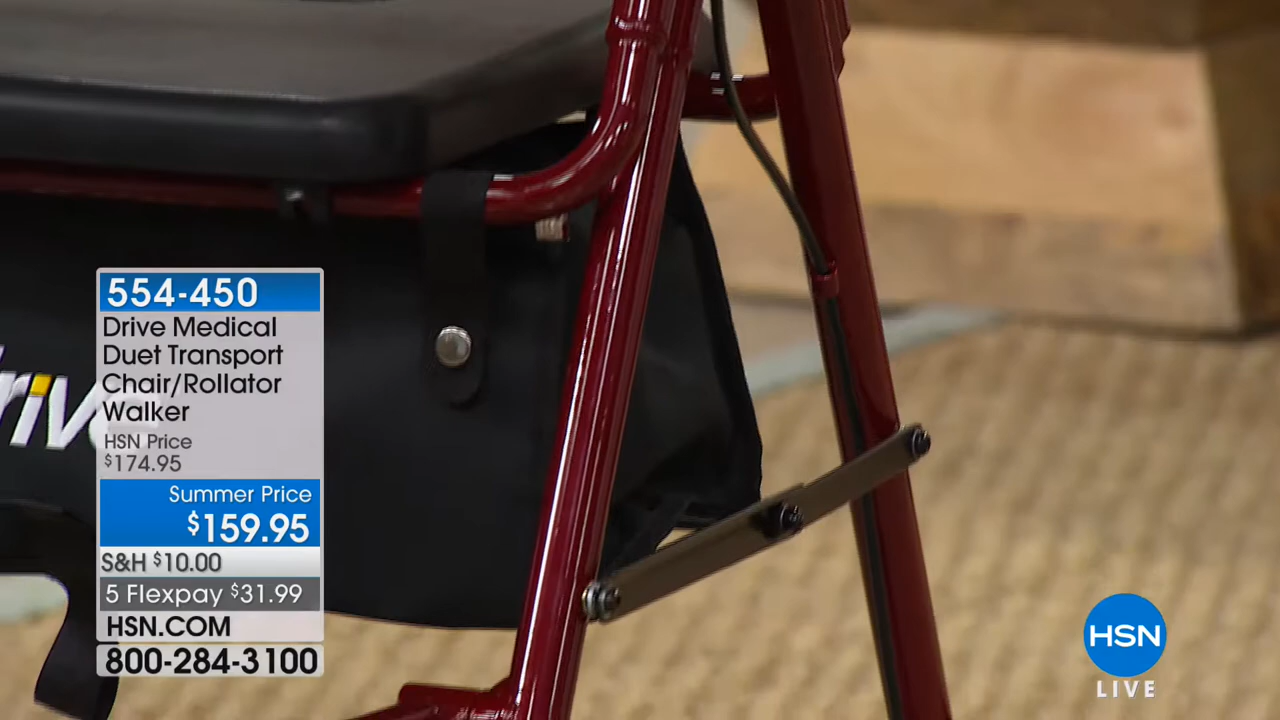 554-450
Drive Medical
Duet Transport
Chair/Rollator
Walker
HSN Price
$174.95
Summer Price
$159.95
S&H $10.00
5 Flexpay $31.99
HSN.COM
800-284-3100
drive
HSN
LIVE